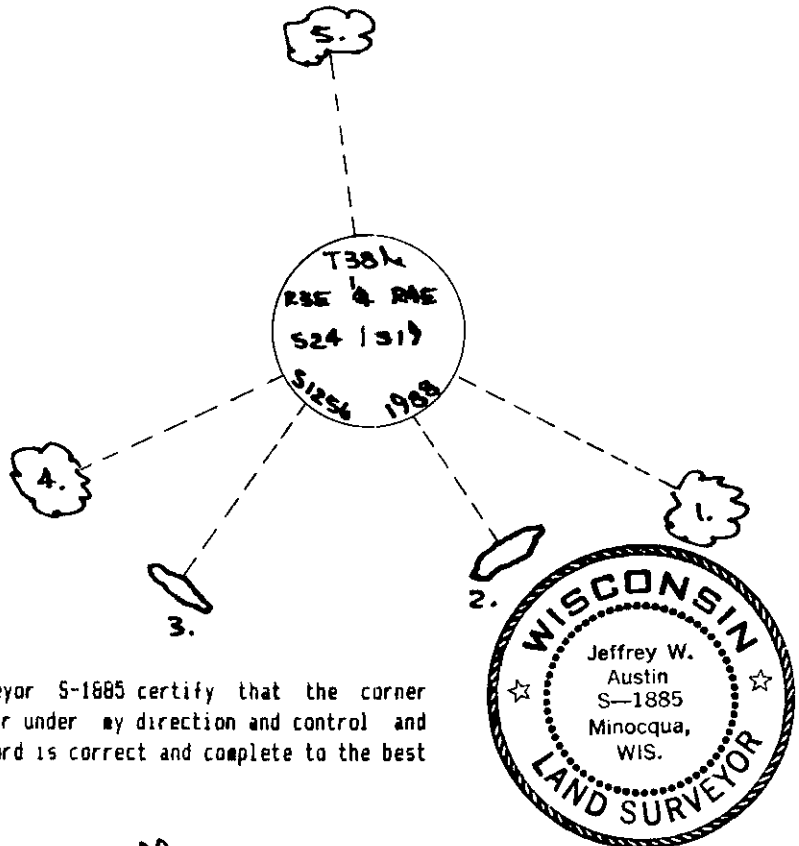 5.
T38N
R3E 1/4 R4E
S24 | S19
S1256 1988
4.
1.
2.
3.
WISCONSIN
Jeffrey W.
Austin
S—1885
Minocqua,
WIS.
LAND SURVEYOR
eyor S-1885 certify that the corner
r under my direction and control and
rd is correct and complete to the best